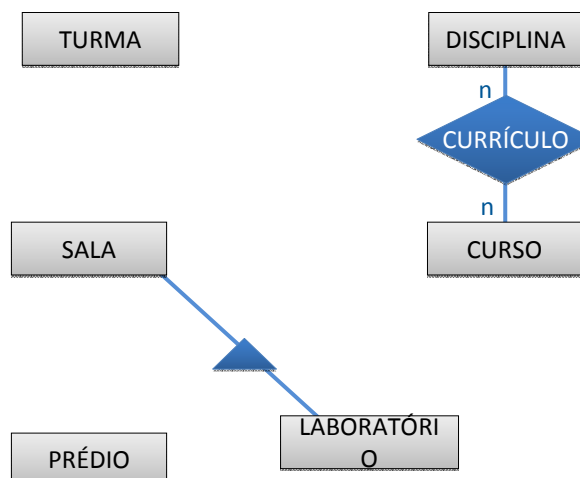 TURMA
DISCIPLINA
n
CURRÍCULO
n
SALA
CURSO
LABORATÓRI
O
PRÉDIO